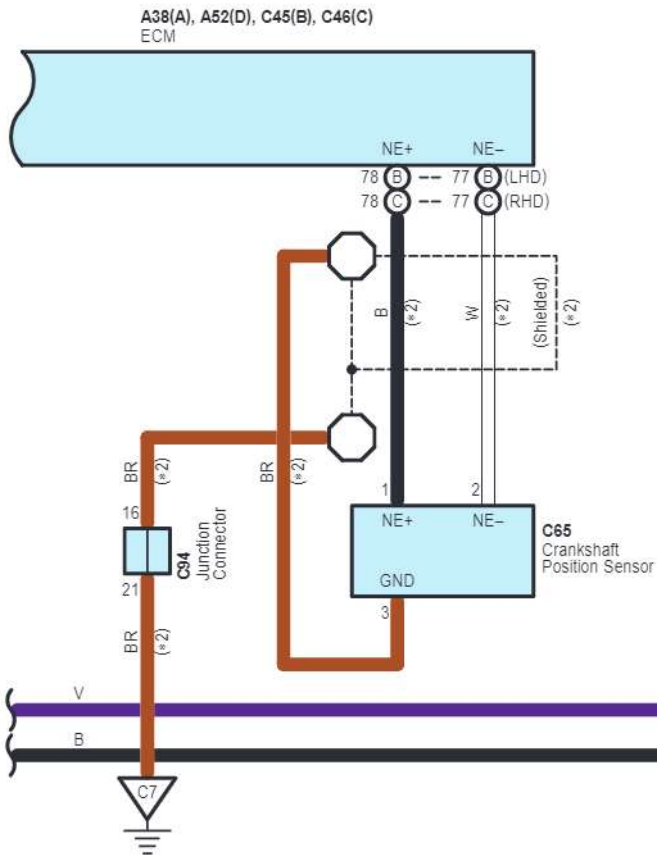 A38(A), A52(D), C45(B), C46(C)
ECM
NE+ NE–
78 B 77 B (LHD)
78 C 77 C (RHD)
B
(*2)
W
(*2)
(Shielded)
(*2)
BR
(*2)
BR
(*2)
16
C94
Junction
Connector
21
BR
(*2)
1 2
NE+ NE–
GND
3
C65
Crankshaft
Position Sensor
V
B
C7